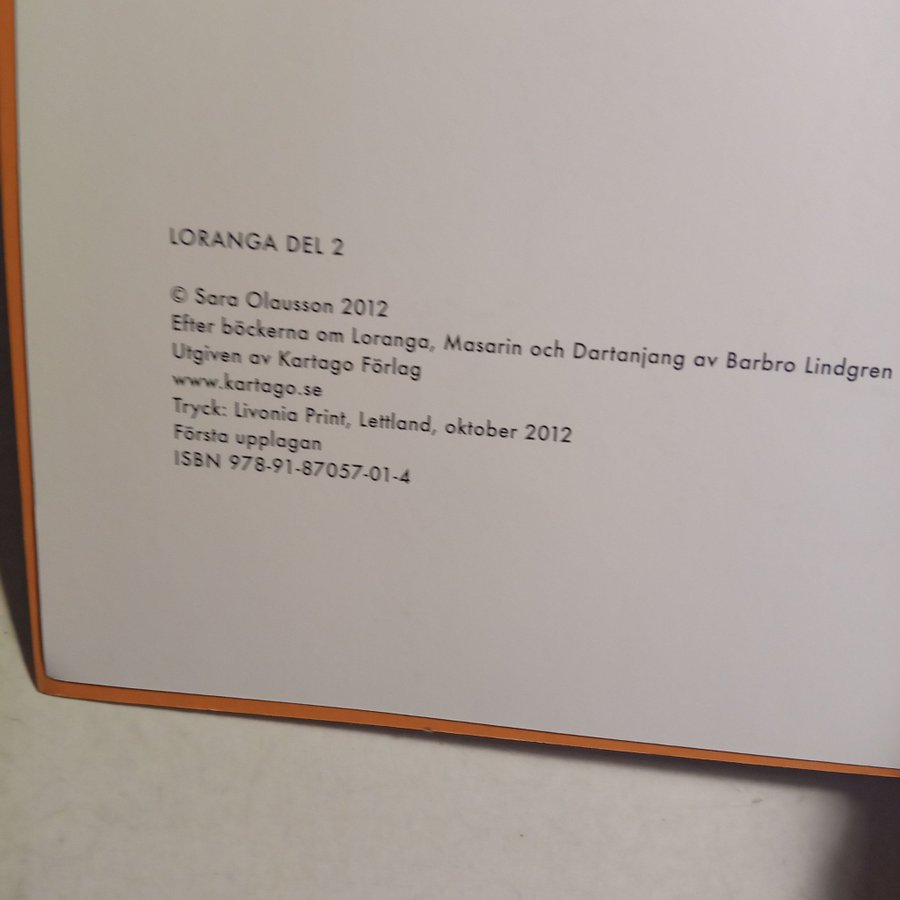 LORANGA DEL 2
© Sara Olausson 2012
Efter böckerna om Loranga, Masarin och Dartanjang av Barbro Lindgren
Utgiven av Kartago Förlag
www.kartago.se
Tryck: Livonia Print, Lettland, oktober 2012
Första upplagan
ISBN 978-91-87057-01-4